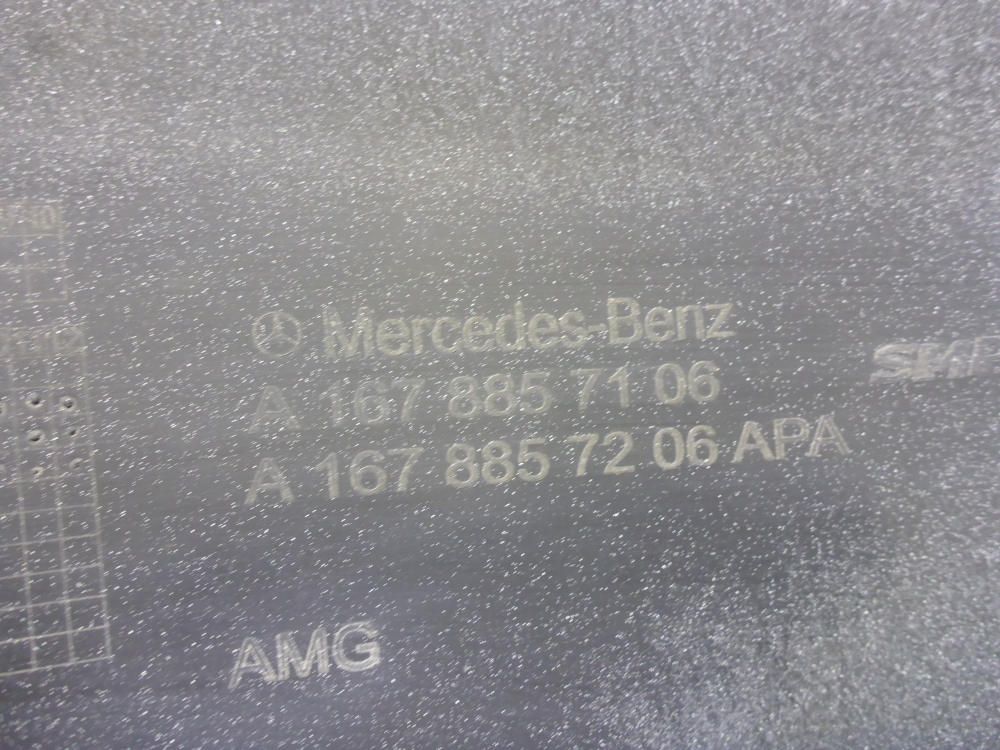 Mercedes-Benz
A 167 885 71 06
A 167 885 72 06 APA
AMG